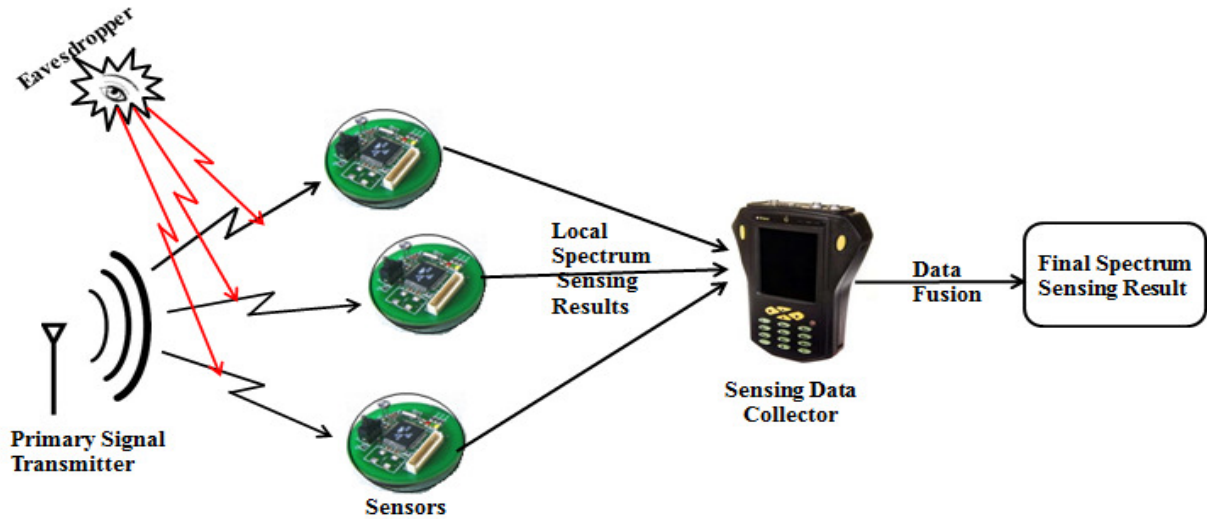 Eavesdropper
Local
Spectrum
Sensing
Results
Data
Fusion
Final Spectrum
Sensing Result
Sensing Data
Collector
Primary Signal
Transmitter
Sensors